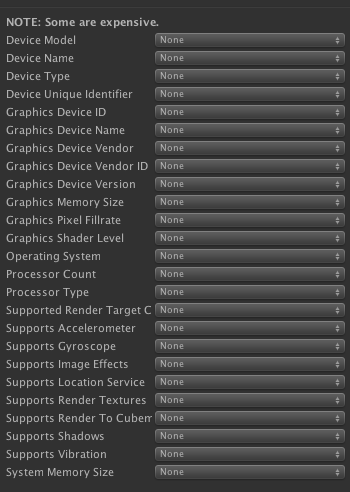 NOTE: Some are expensive.
Device Model None
Device Name None
Device Type None
Device Unique Identifier None
Graphics Device ID None
Graphics Device Name None
Graphics Device Vendor None
Graphics Device Vendor ID None
Graphics Device Version None
Graphics Memory Size None
Graphics Pixel Fillrate None
Graphics Shader Level None
Operating System None
Processor Count None
Processor Type None
Supported Render Target C None
Supports Accelerometer None
Supports Gyroscope None
Supports Image Effects None
Supports Location Service None
Supports Render Textures None
Supports Render To Cubem None
Supports Shadows None
Supports Vibration None
System Memory Size None